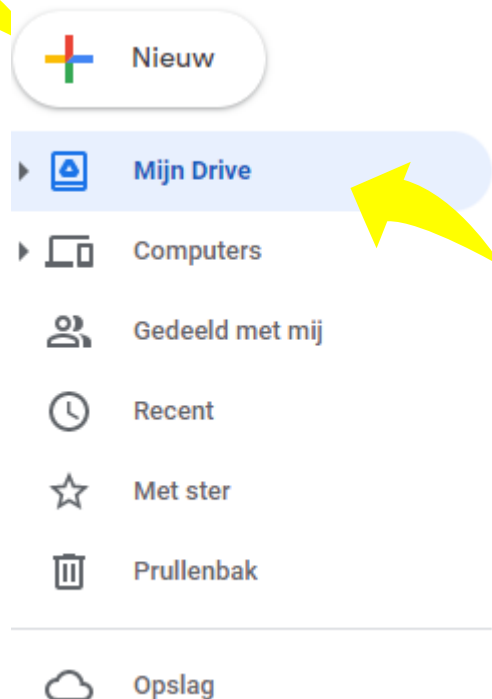 Nieuw
Mijn Drive
Computers
Gedeeld met mij
Recent
Met ster
Prullenbak
Opslag